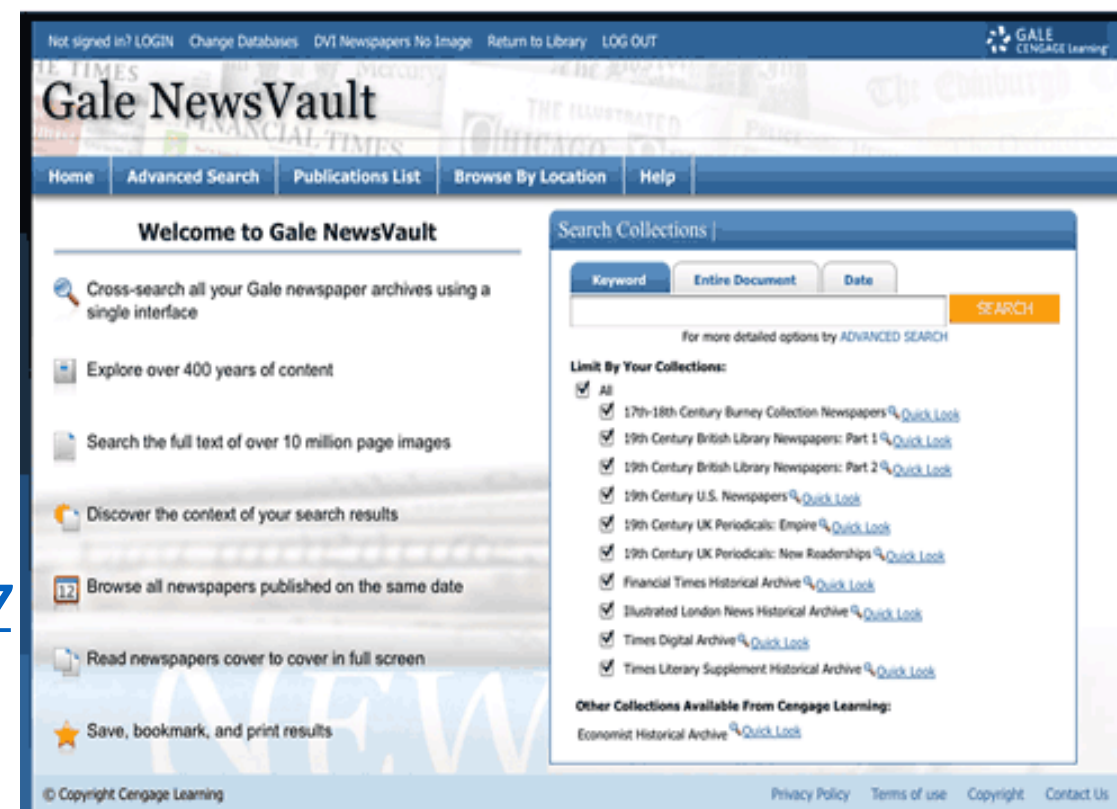 Not signed in? LOGIN Change Databases DVI Newspapers No Image Return to Library LOG OUT
GALE
CENGAGE Learning
Gale NewsVault
Home Advanced Search Publications List Browse By Location Help
Welcome to Gale NewsVault
Cross-search all your Gale newspaper archives using a
single interface
Explore over 400 years of content
Search the full text of over 10 million page images
Discover the context of your search results
12
Browse all newspapers published on the same date
7
Read newspapers cover to cover in full screen
Save, bookmark, and print results
Search Collections |
Keyword Entire Document Date
SEARCH
For more detailed options try ADVANCED SEARCH
Limit By Your Collections:
All
17th-18th Century Burney Collection Newspapers Quick Look
19th Century British Library Newspapers: Part 1 Quick Look
19th Century British Library Newspapers: Part 2 Quick Look
19th Century U.S. Newspapers Quick Look
19th Century UK Periodicals: Empire Quick Look
19th Century UK Periodicals: New Readerships Quick Look
Financial Times Historical Archive Quick Look
Illustrated London News Historical Archive Quick Look
Times Digital Archive Quick Look
Times Literary Supplement Historical Archive Quick Look
Other Collections Available From Cengage Learning:
Economist Historical Archive Quick Look
© Copyright Cengage Learning
Privacy Policy Terms of use Copyright Contact Us